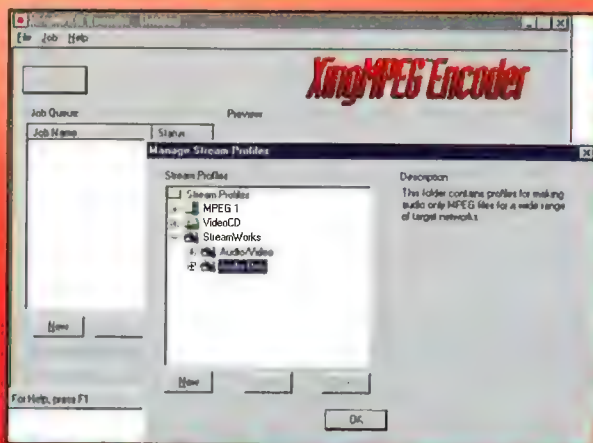 File Job Help
XingMPEG Encoder
Job Queue
Preview
Job Name
Status
Manage Stream Profiles
Stream Profiles
Stream Profiles
MPEG 1
VideoCD
StreamWorks
Audio-Video
Description
This folder contains profiles for making
audio only MPEG files for a wide range
of target networks
New
New
For Help, press F1
OK